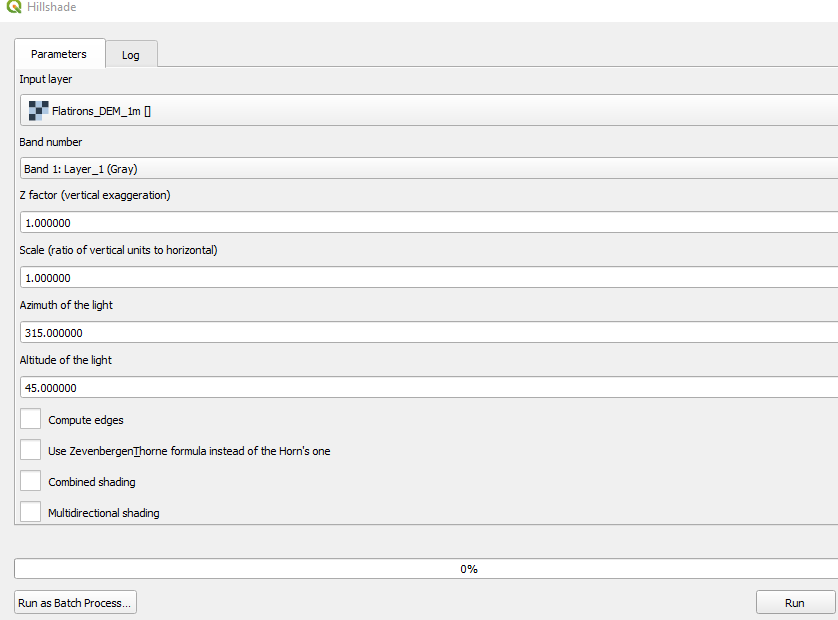 Hillshade
Parameters
Log
Input layer
Flatirons_DEM_1m []
Band number
Band 1: Layer_1 (Gray)
Z factor (vertical exaggeration)
1.000000
Scale (ratio of vertical units to horizontal)
1.000000
Azimuth of the light
315.000000
Altitude of the light
45.000000
Compute edges
Use ZevenbergenThorne formula instead of the Horn's one
Combined shading
Multidirectional shading
0%
Run as Batch Process...
Run